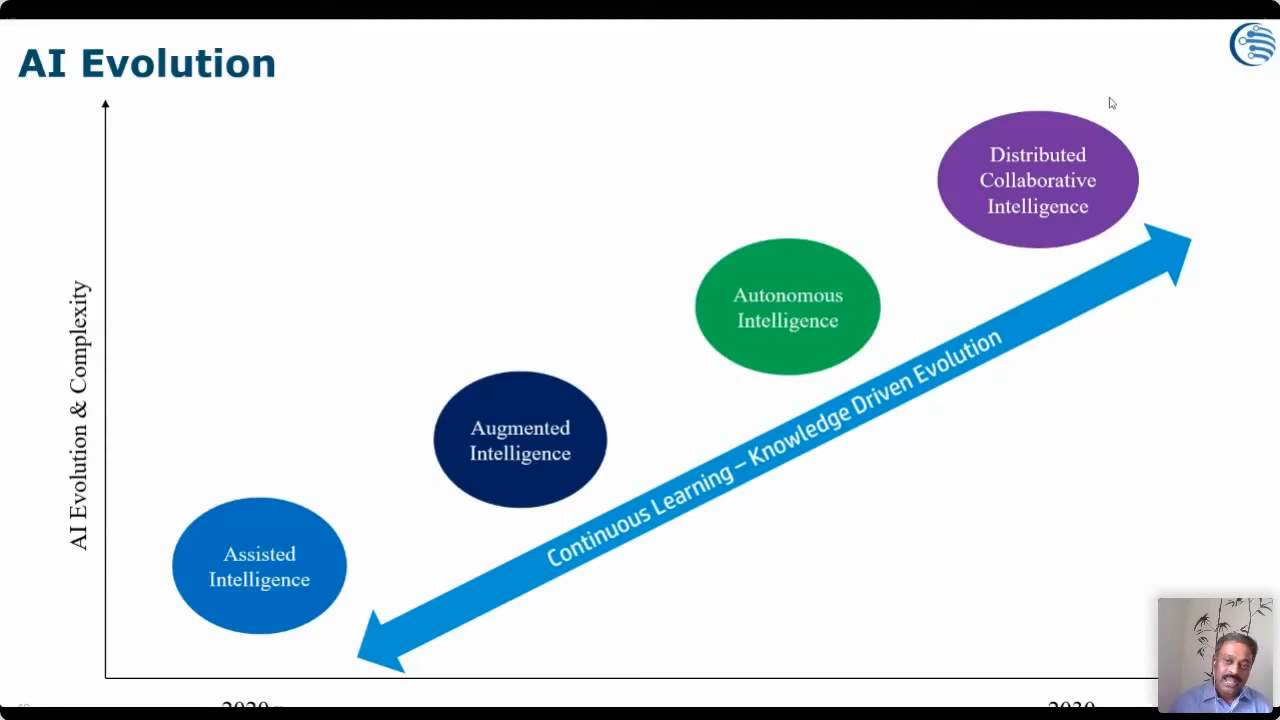 AI Evolution
Distributed
Collaborative
Intelligence
Autonomous
Intelligence
Augmented
Intelligence
Assisted
Intelligence
Continuous Learning – Knowledge Driven Evolution
AI Evolution & Complexity
2030